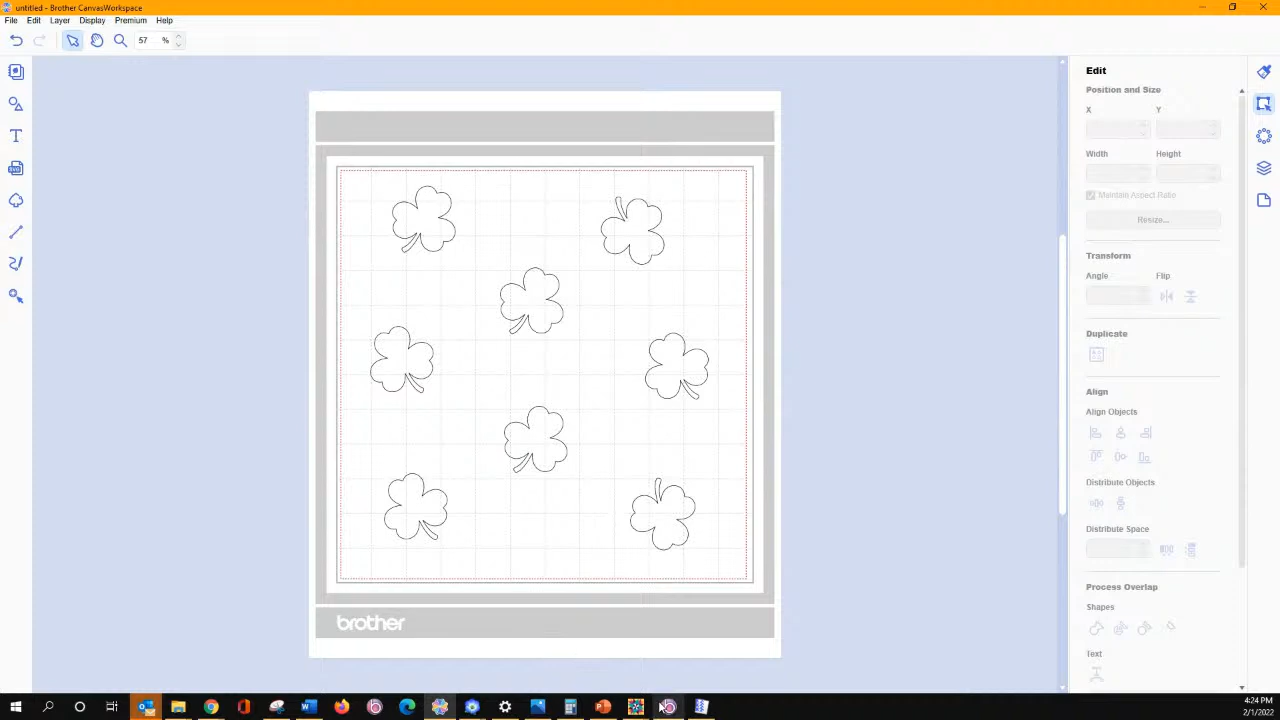 untitled - Brother CanvasWorkspace
File Edit Layer Display Premium Help
57 %
Edit
Position and Size
X Y
Width Height
Maintain Aspect Ratio
Resize...
Transform
Angle Flip
Duplicate
Align
Align Objects
Distribute Objects
Distribute Space
Process Overlap
Shapes
Text
brother
4:24 PM
2/1/2022